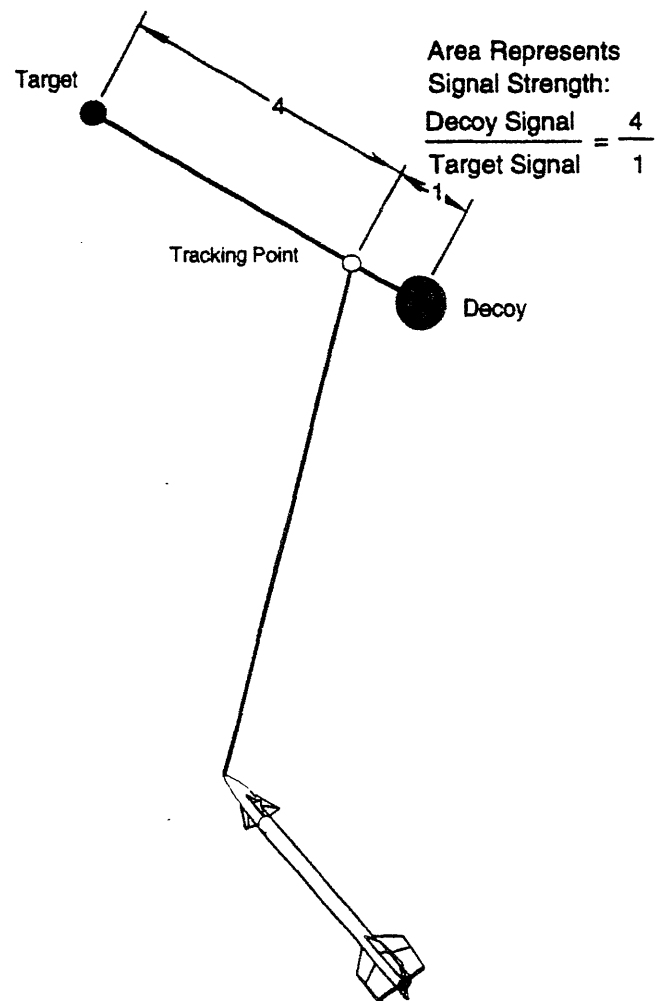 Area Represents
Signal Strength:
Decoy Signal = 4
Target Signal 1
Target
4
1
Tracking Point
Decoy